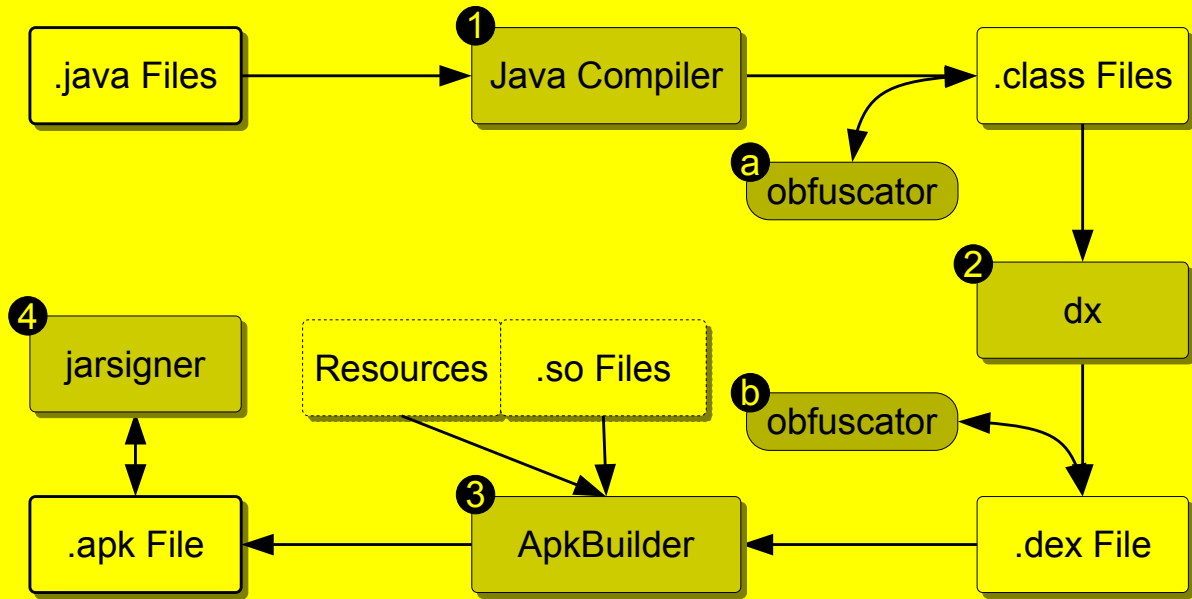 1
.java Files
Java Compiler
.class Files
a
obfuscator
2
dx
4
jarsigner
Resources
.so Files
b
obfuscator
3
.apk File
ApkBuilder
.dex File